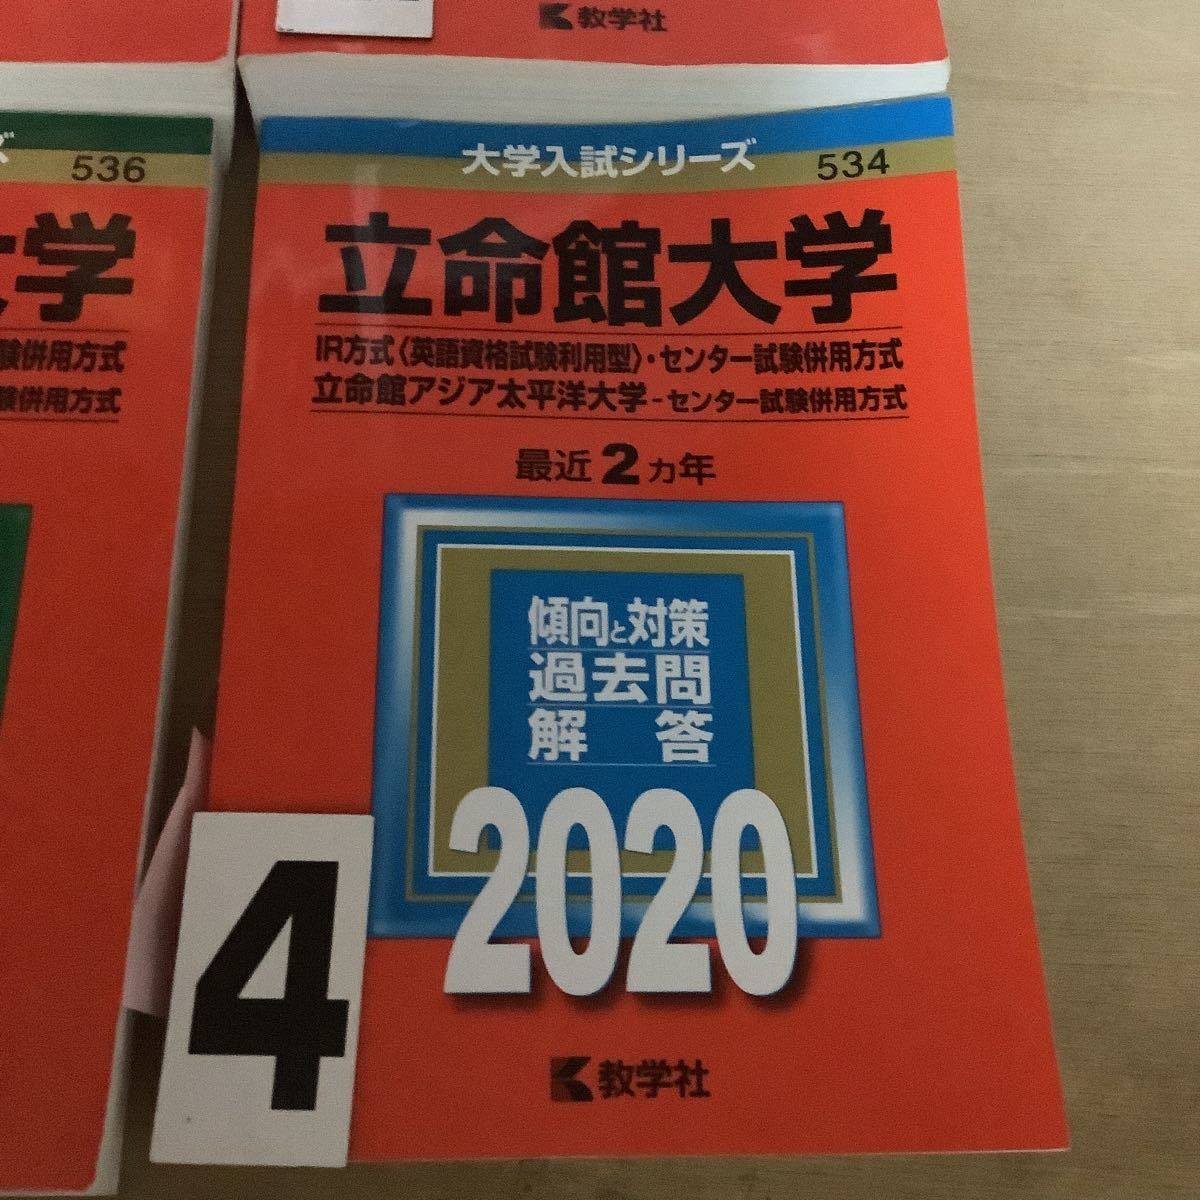 教学社
ズ 536
大学
験併用方式
験併用方式
大学入試シリーズ 534
立命館大学
IR方式〈英語資格試験利用型〉・センター試験併用方式
立命館アジア太平洋大学-センター試験併用方式
最近2カ年
傾向と対策
過去問
解答
2020
4
教学社